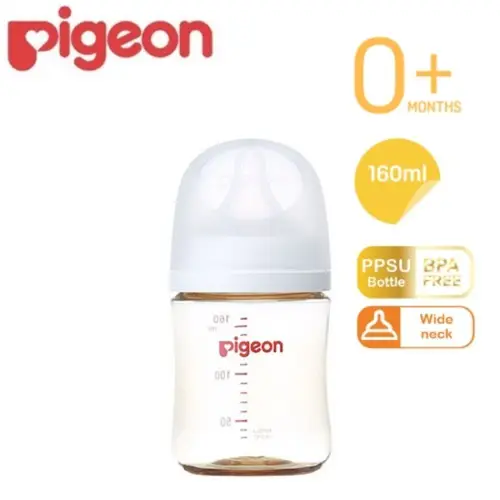 Pigeon
0+
MONTHS
160ml
PPSU
Bottle
BPA
FREE
Wide
neck
160
Pigeon
100
50